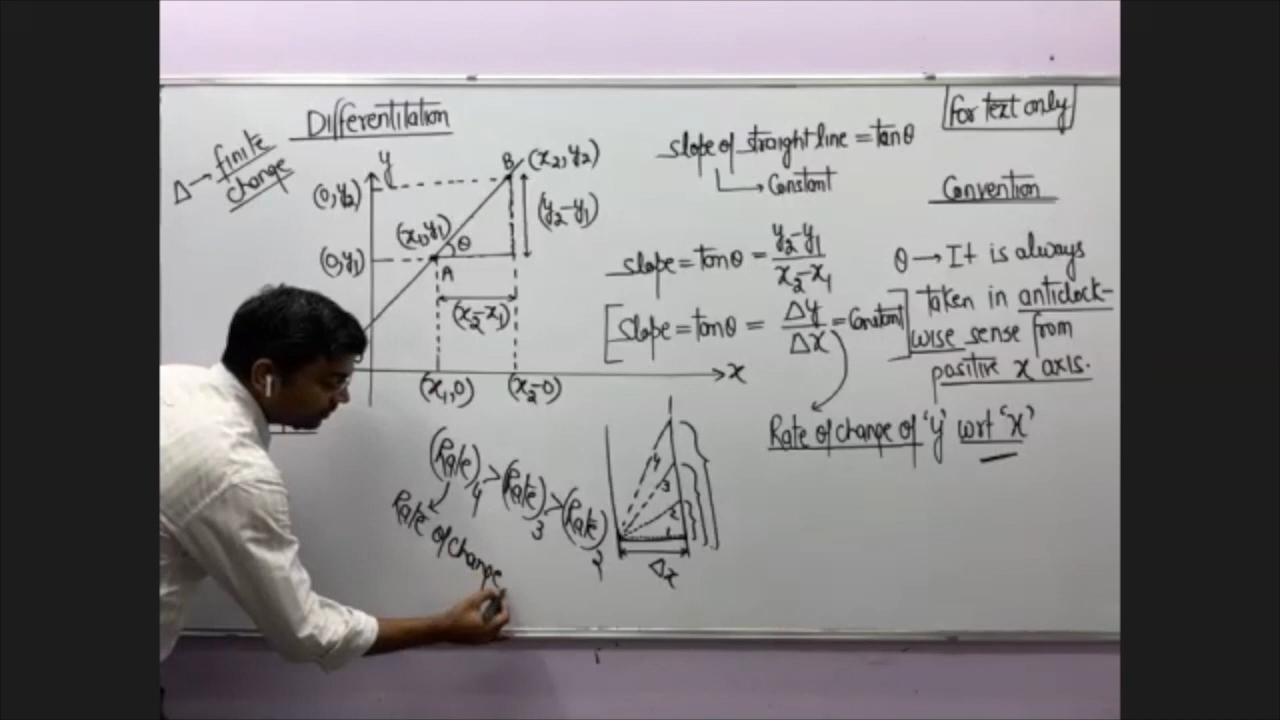 Differentilation
Δ → finite
change
y
B (x2, y2)
(0, y2)
(y2-y1)
(x1, y1)
θ
(0, y1)
A
(x2-x1)
x
(x1, 0)
(x2-0)
(Rate)4 > (Rate)3 > (Rate)2
Rate of change
4
3
2
1
Δx
slope of straight line = tanθ
Constant
slope = tanθ = y2-y1 / x2-x1
[slope = tanθ = Δy / Δx = Constant]
Rate of change of 'y' wrt 'x'
For Text only
Convention
θ → It is always
taken in anticlock-
wise sense from
positive x axis.